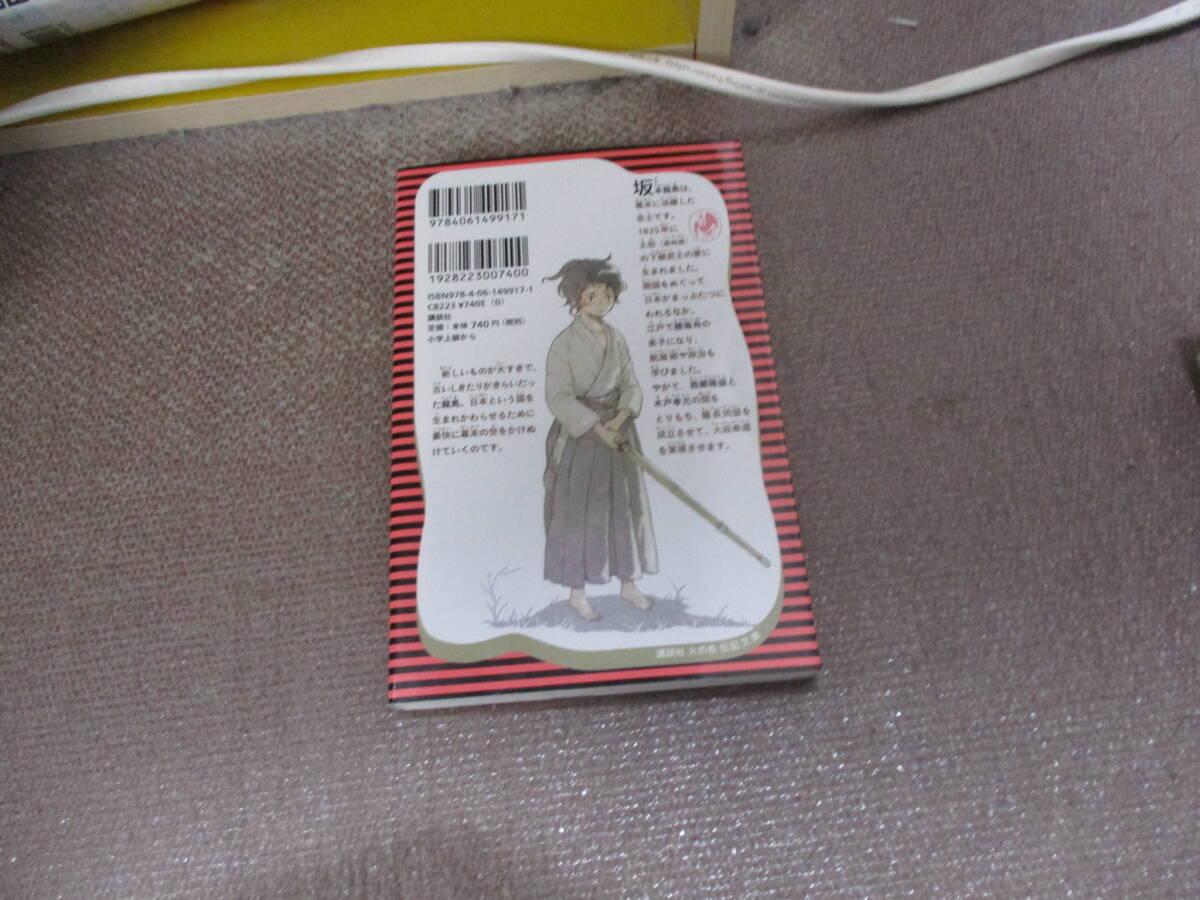 9784061499171
1928223007400
ISBN978-4-06-149917-1
C8223 ¥740E (0)
講談社
定価：本体740円(税別)
小学上級から
新しいものが大すきで、
古いしきたりがきらいだっ
た龍馬。日本という国を
生まれかわらせるために
豪快に幕末の世をかけぬ
けていくのです。
坂本龍馬は、
幕末に活躍した
志士です。
1835年に
土佐(高知県)
の下級武士の家に
生まれました。
開国をめぐって
日本がまっぷたつに
われるなか、
江戸で勝海舟の
弟子になり、
航海術や政治も
学びました。
やがて、西郷隆盛と
木戸孝允の間を
とりもち、薩長同盟を
成立させて、大政奉還
を実現させます。
講談社 火の鳥 伝記文庫